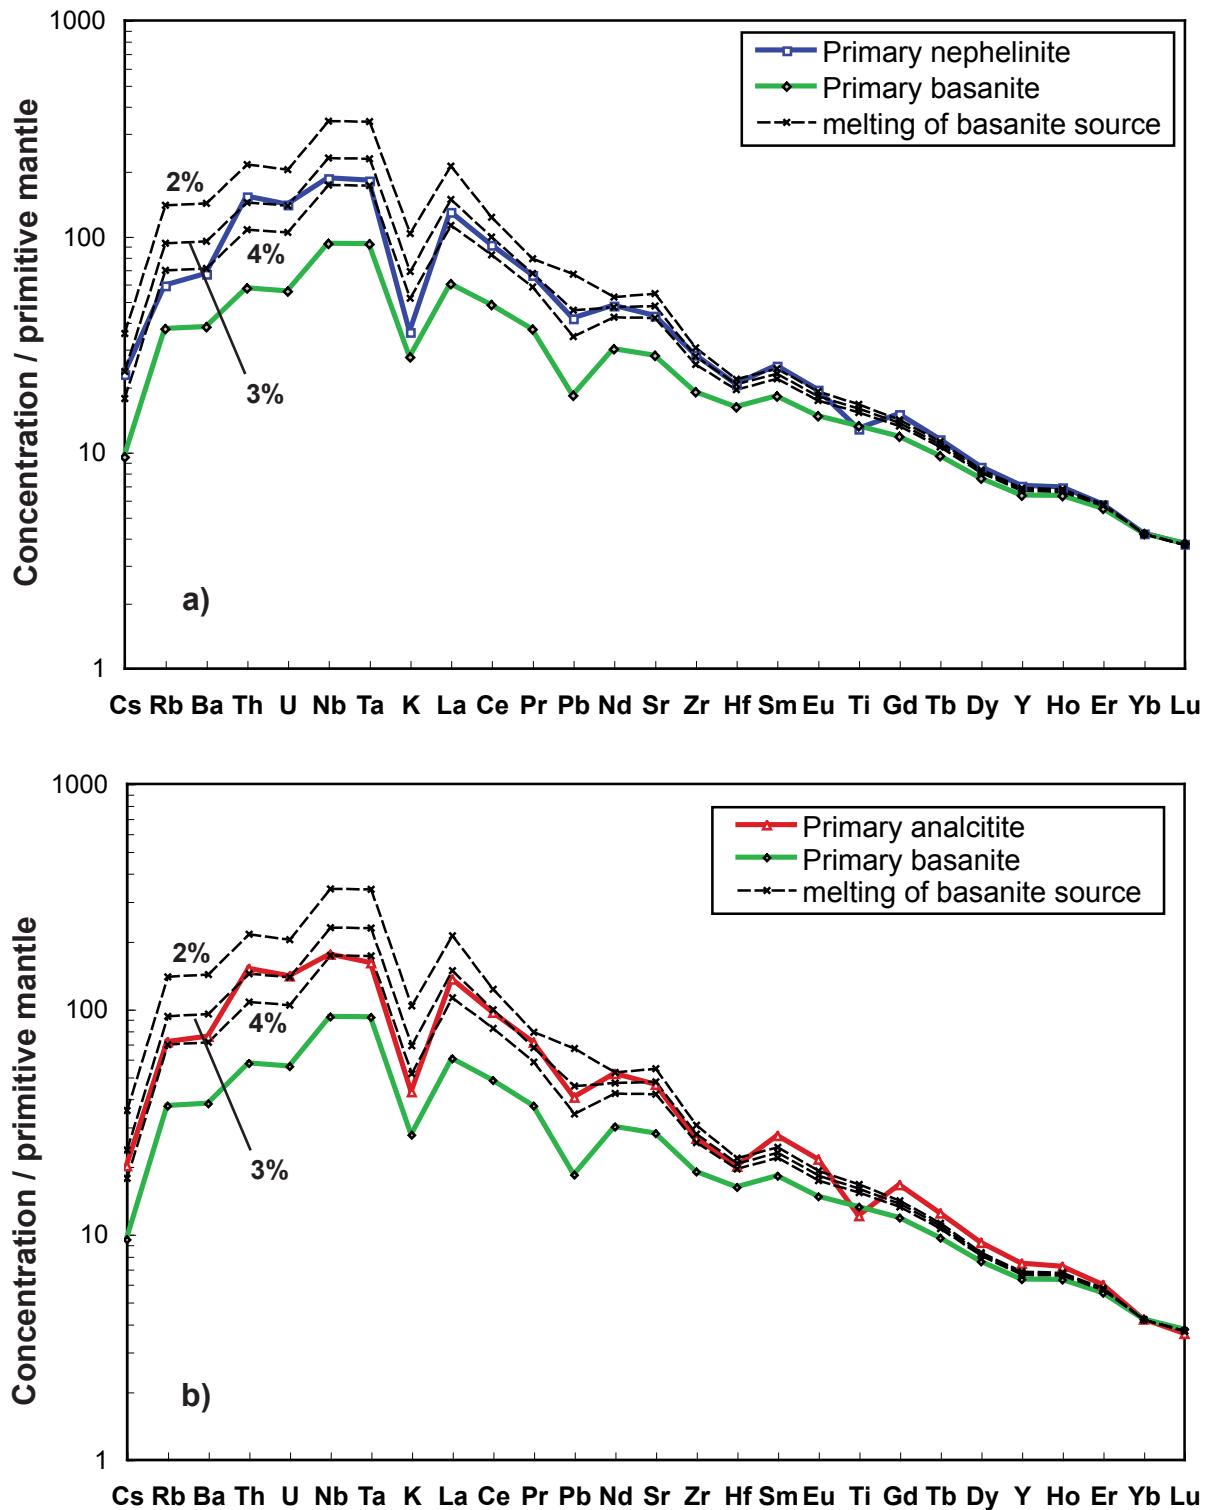 1000
100
10
1
Concentration / primitive mantle
Primary nephelinite
Primary basanite
melting of basanite source
2%
4%
3%
a)
Cs Rb Ba Th U Nb Ta K La Ce Pr Pb Nd Sr Zr Hf Sm Eu Ti Gd Tb Dy Y Ho Er Yb Lu
1000
100
10
1
Concentration / primitive mantle
Primary analcitite
Primary basanite
melting of basanite source
2%
4%
3%
b)
Cs Rb Ba Th U Nb Ta K La Ce Pr Pb Nd Sr Zr Hf Sm Eu Ti Gd Tb Dy Y Ho Er Yb Lu